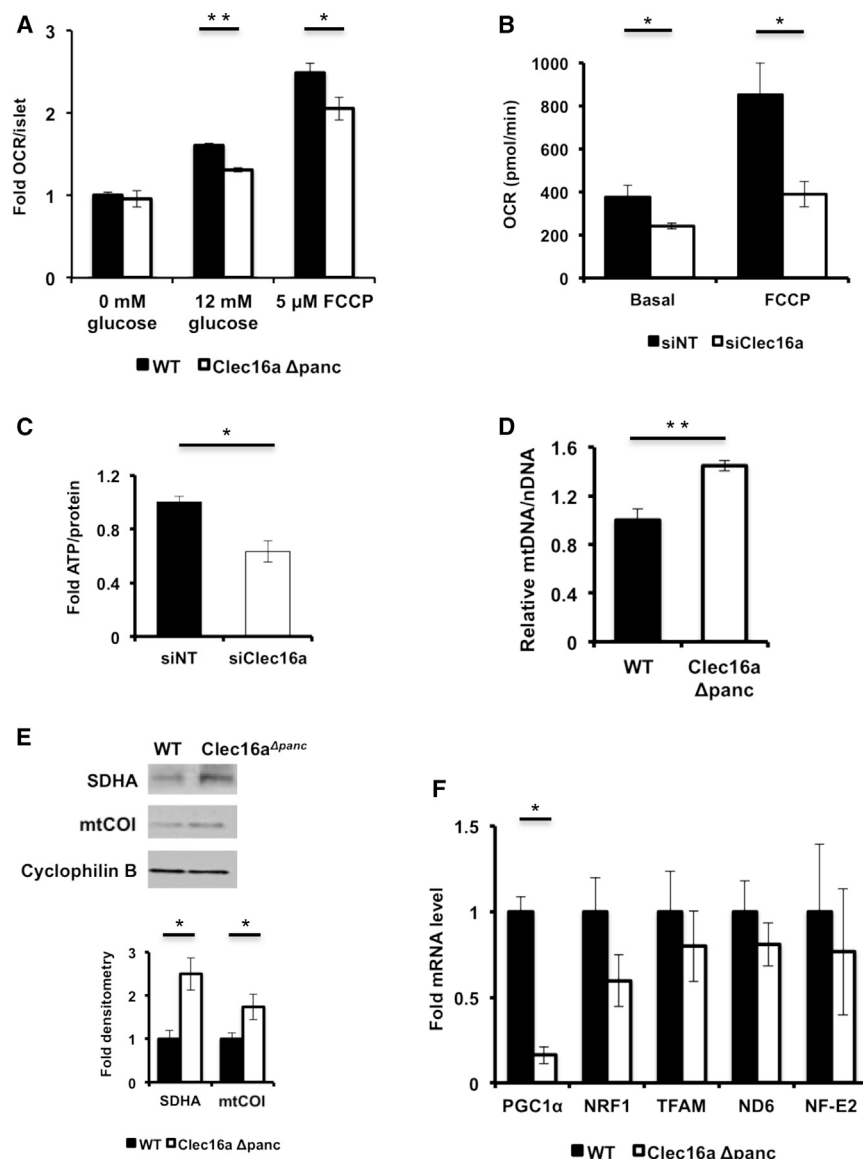 A
* *
*
Fold OCR/islet
3
2
1
0
0 mM glucose
12 mM glucose
5 µM FCCP
WT
Clec16a Δpanc
B
*
*
OCR (pmol/min)
1000
800
600
400
200
0
Basal
FCCP
siNT
siClec16a
C
*
Fold ATP/protein
1.2
0.8
0.4
0
siNT
siClec16a
D
* *
Relative mtDNA/nDNA
1.6
1.2
0.8
0.4
0
WT
Clec16a Δpanc
E
WT
Clec16aΔpanc
SDHA
mtCOI
Cyclophilin B
*
*
Fold densitometry
3
2
1
0
SDHA
mtCOI
WT
Clec16a Δpanc
F
*
Fold mRNA level
1.5
1
0.5
0
PGC1α
NRF1
TFAM
ND6
NF-E2
WT
Clec16a Δpanc